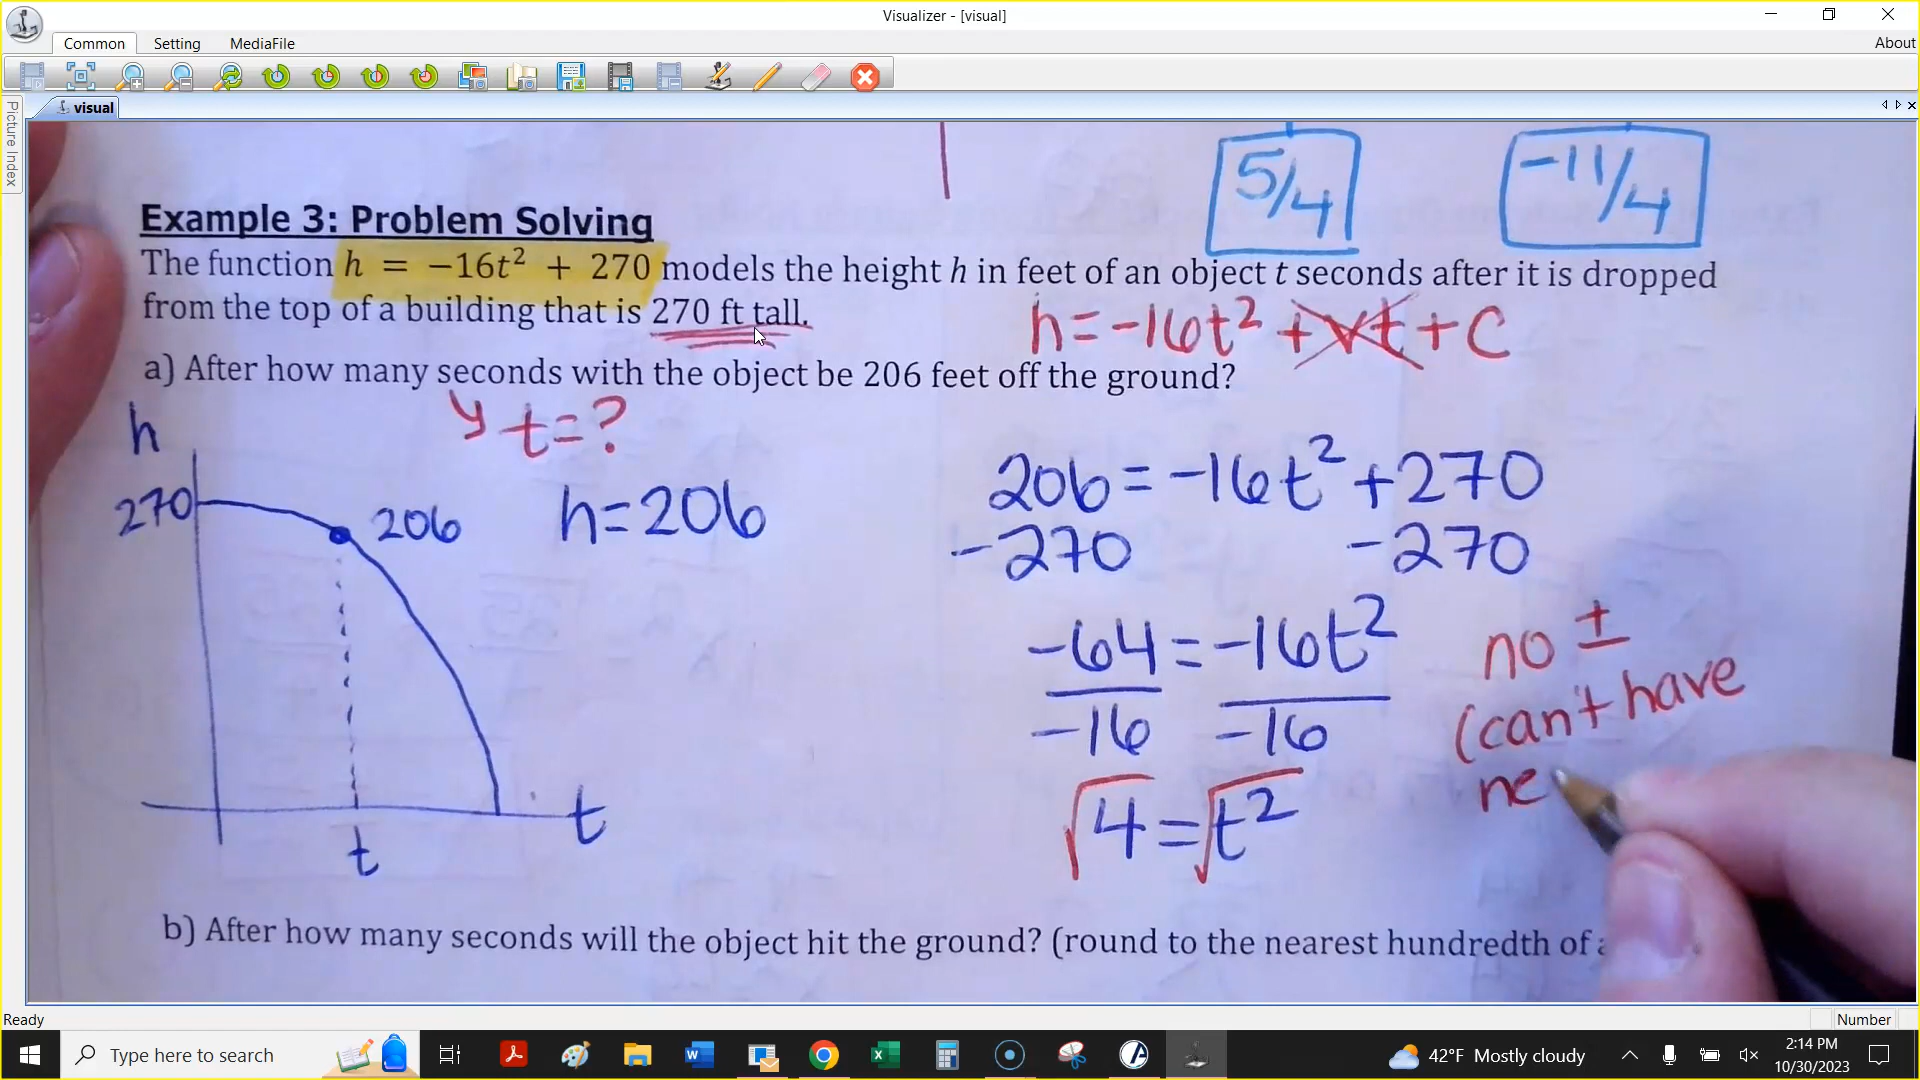 Visualizer - [visual]
Common Setting MediaFile
About
Picture Index
visual
5/4
-11/4
Example 3: Problem Solving
The function h = −16t² + 270 models the height h in feet of an object t seconds after it is dropped
from the top of a building that is 270 ft tall.
h=-16t² +vt +C
a) After how many seconds with the object be 206 feet off the ground?
h
y t=?
270
206
h=206
206=-16t²+270
-270 -270
-64=-16t²
-16 -16
√4=√t²
no ±
(can't have
ne
t
t
b) After how many seconds will the object hit the ground? (round to the nearest hundredth of
Ready
Number
Type here to search
42°F Mostly cloudy
2:14 PM
10/30/2023